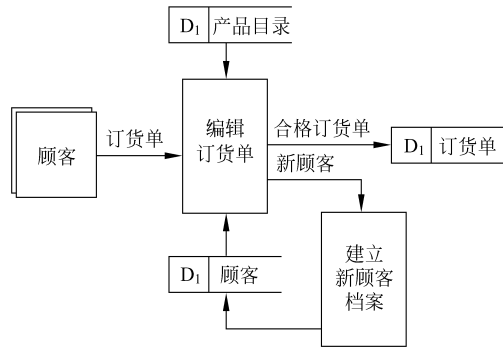 D₁ 产品目录
编辑
订货单
订货单
顾客
合格订货单
新顾客
D₁ 订货单
D₁ 顾客
建立
新顾客
档案